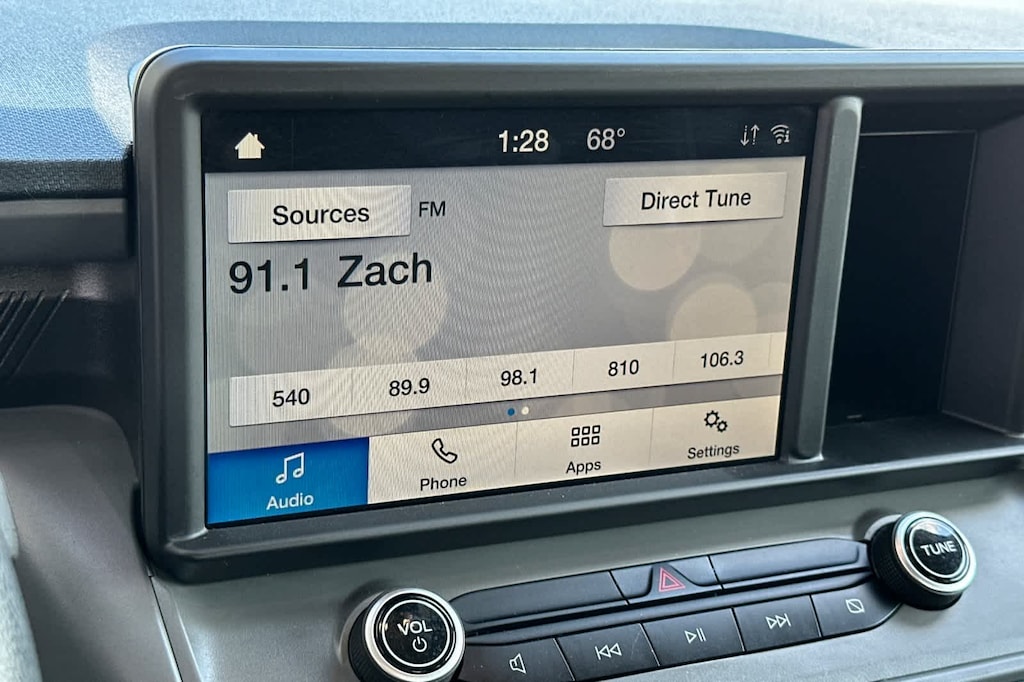 1:28 68°
Sources FM Direct Tune
91.1 Zach
540 89.9 98.1 810 106.3
Audio Phone Apps Settings
VOL TUNE